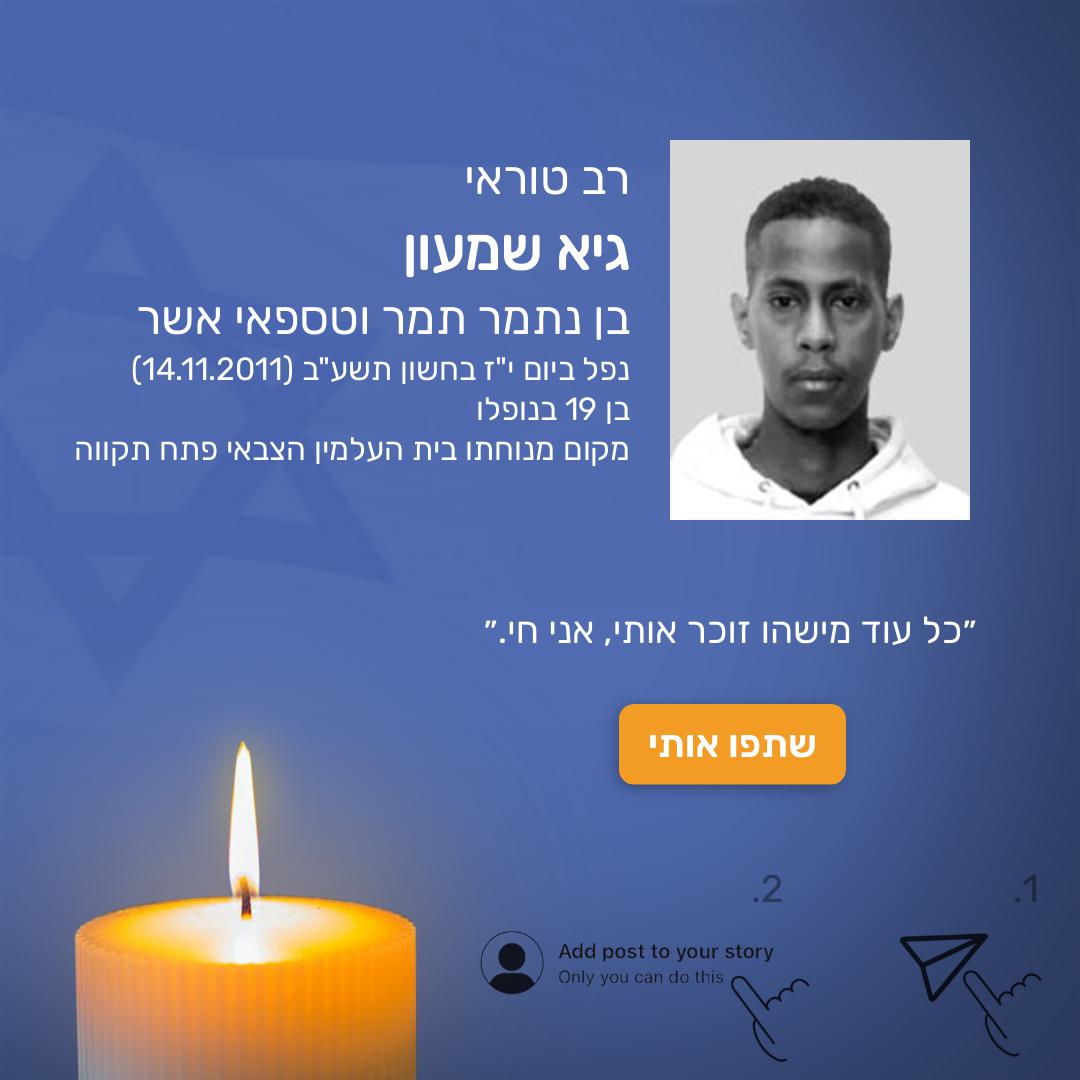 רב טוראי
גיא שמעון
בן נתמר תמר וטספאי אשר
נפל ביום י"ז בחשון תשע"ב (14.11.2011)
בן 19 בנופלו
מקום מנוחתו בית העלמין הצבאי פתח תקווה
״כל עוד מישהו זוכר אותי, אני חי.״
שתפו אותי
1.
2.
Add post to your story
Only you can do this